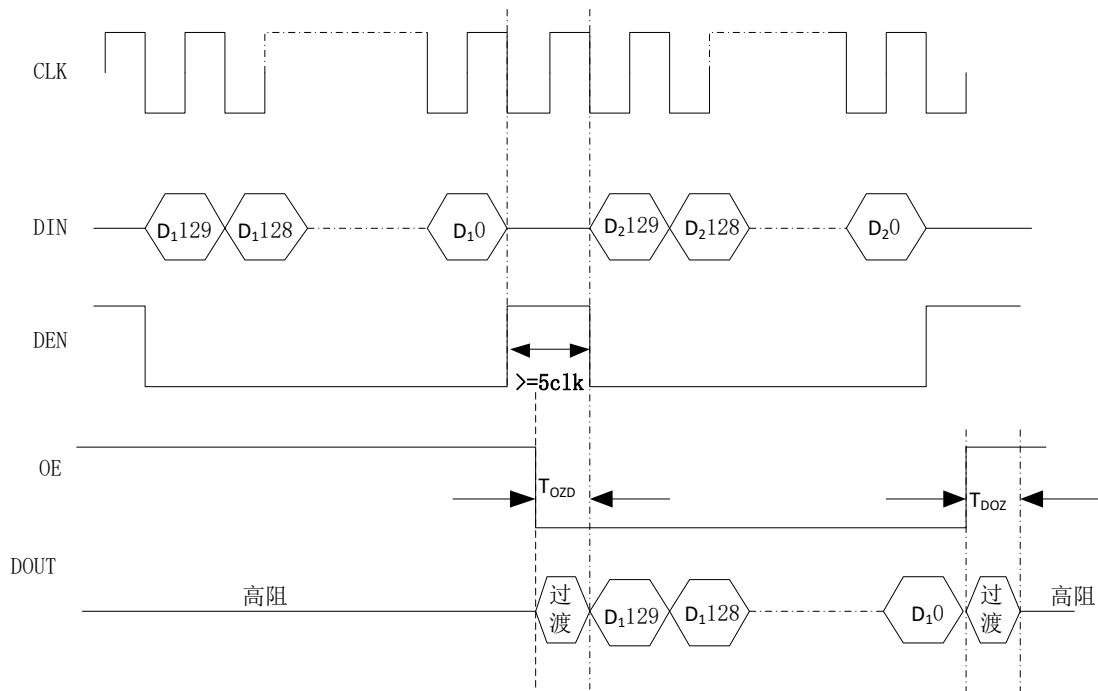 CLK
DIN
D₁129
D₁128
D₁0
D₂129
D₂128
D₂0
DEN
>=5clk
OE
T_OZD
T_DOZ
DOUT
高阻
过渡
D₁129
D₁128
D₁0
过渡
高阻